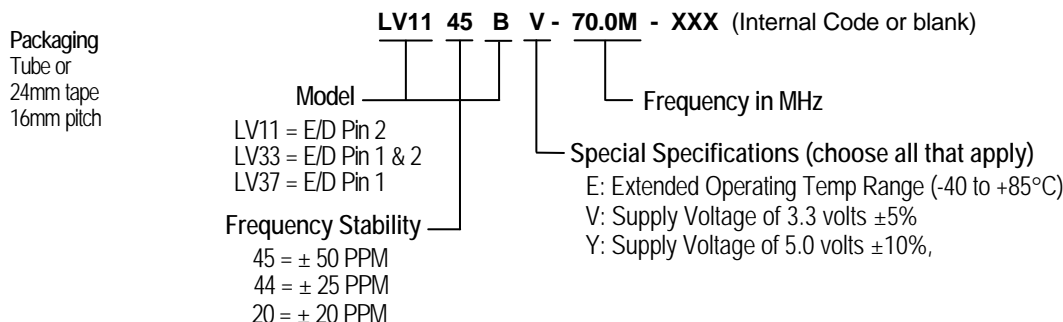 LV11 45 B V - 70.0M - XXX (Internal Code or blank)
Packaging
Tube or
24mm tape
16mm pitch
Model
LV11 = E/D Pin 2
LV33 = E/D Pin 1 & 2
LV37 = E/D Pin 1
Frequency Stability
45 = ± 50 PPM
44 = ± 25 PPM
20 = ± 20 PPM
Frequency in MHz
Special Specifications (choose all that apply)
E: Extended Operating Temp Range (-40 to +85°C)
V: Supply Voltage of 3.3 volts ±5%
Y: Supply Voltage of 5.0 volts ±10%,